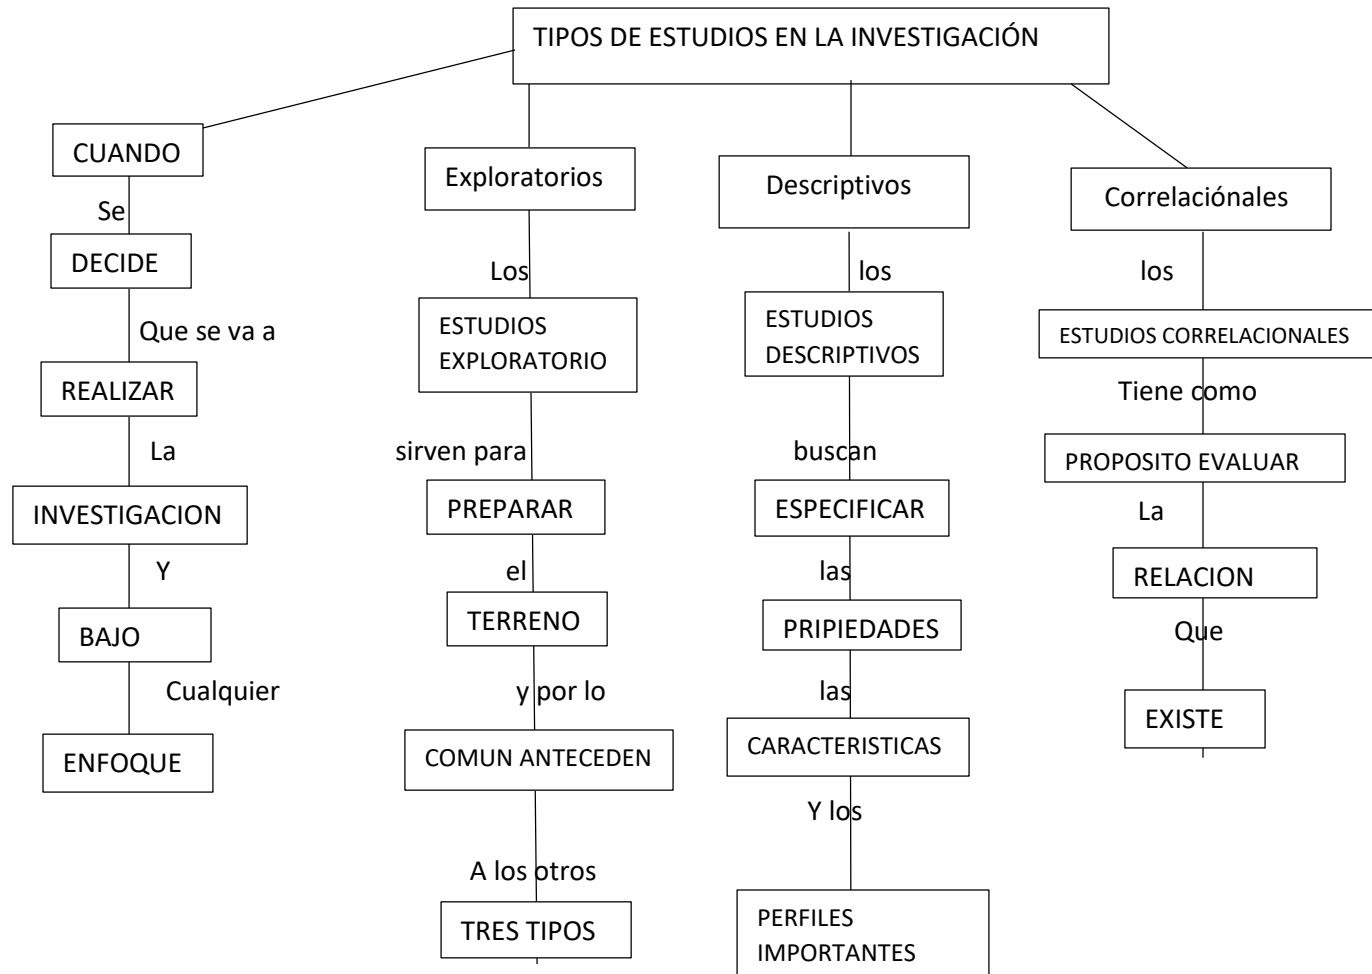 TIPOS DE ESTUDIOS EN LA INVESTIGACIÓN
CUANDO
Se
DECIDE
Que se va a
REALIZAR
La
INVESTIGACION
Y
BAJO
Cualquier
ENFOQUE
Exploratorios
Los
ESTUDIOS
EXPLORATORIO
sirven para
PREPARAR
el
TERRENO
y por lo
COMUN ANTECEDEN
A los otros
TRES TIPOS
Descriptivos
los
ESTUDIOS
DESCRIPTIVOS
buscan
ESPECIFICAR
las
PRIPIEDADES
las
CARACTERISTICAS
Y los
PERFILES
IMPORTANTES
Correlaciónales
los
ESTUDIOS CORRELACIONALES
Tiene como
PROPOSITO EVALUAR
La
RELACION
Que
EXISTE